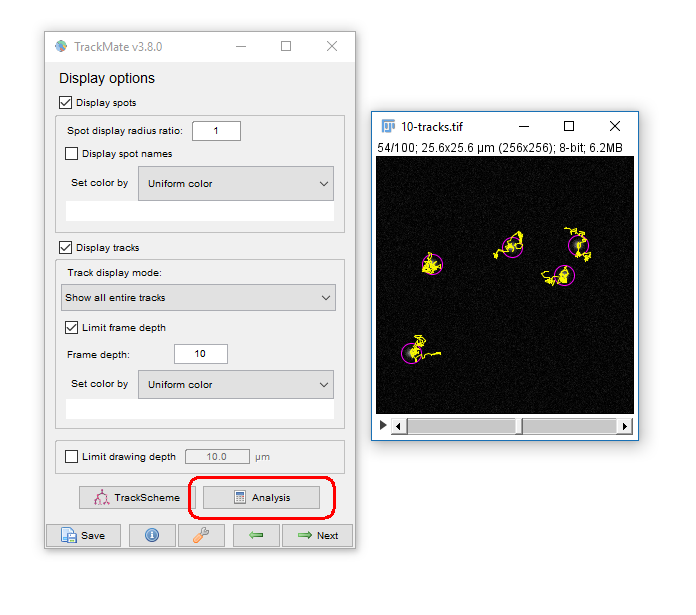 TrackMate v3.8.0
Display options
Display spots
Spot display radius ratio: 1
Display spot names
Set color by Uniform color
Display tracks
Track display mode:
Show all entire tracks
Limit frame depth
Frame depth: 10
Set color by Uniform color
Limit drawing depth 10.0 µm
TrackScheme Analysis
Save Next
10-tracks.tif
54/100; 25.6x25.6 µm (256x256); 8-bit; 6.2MB